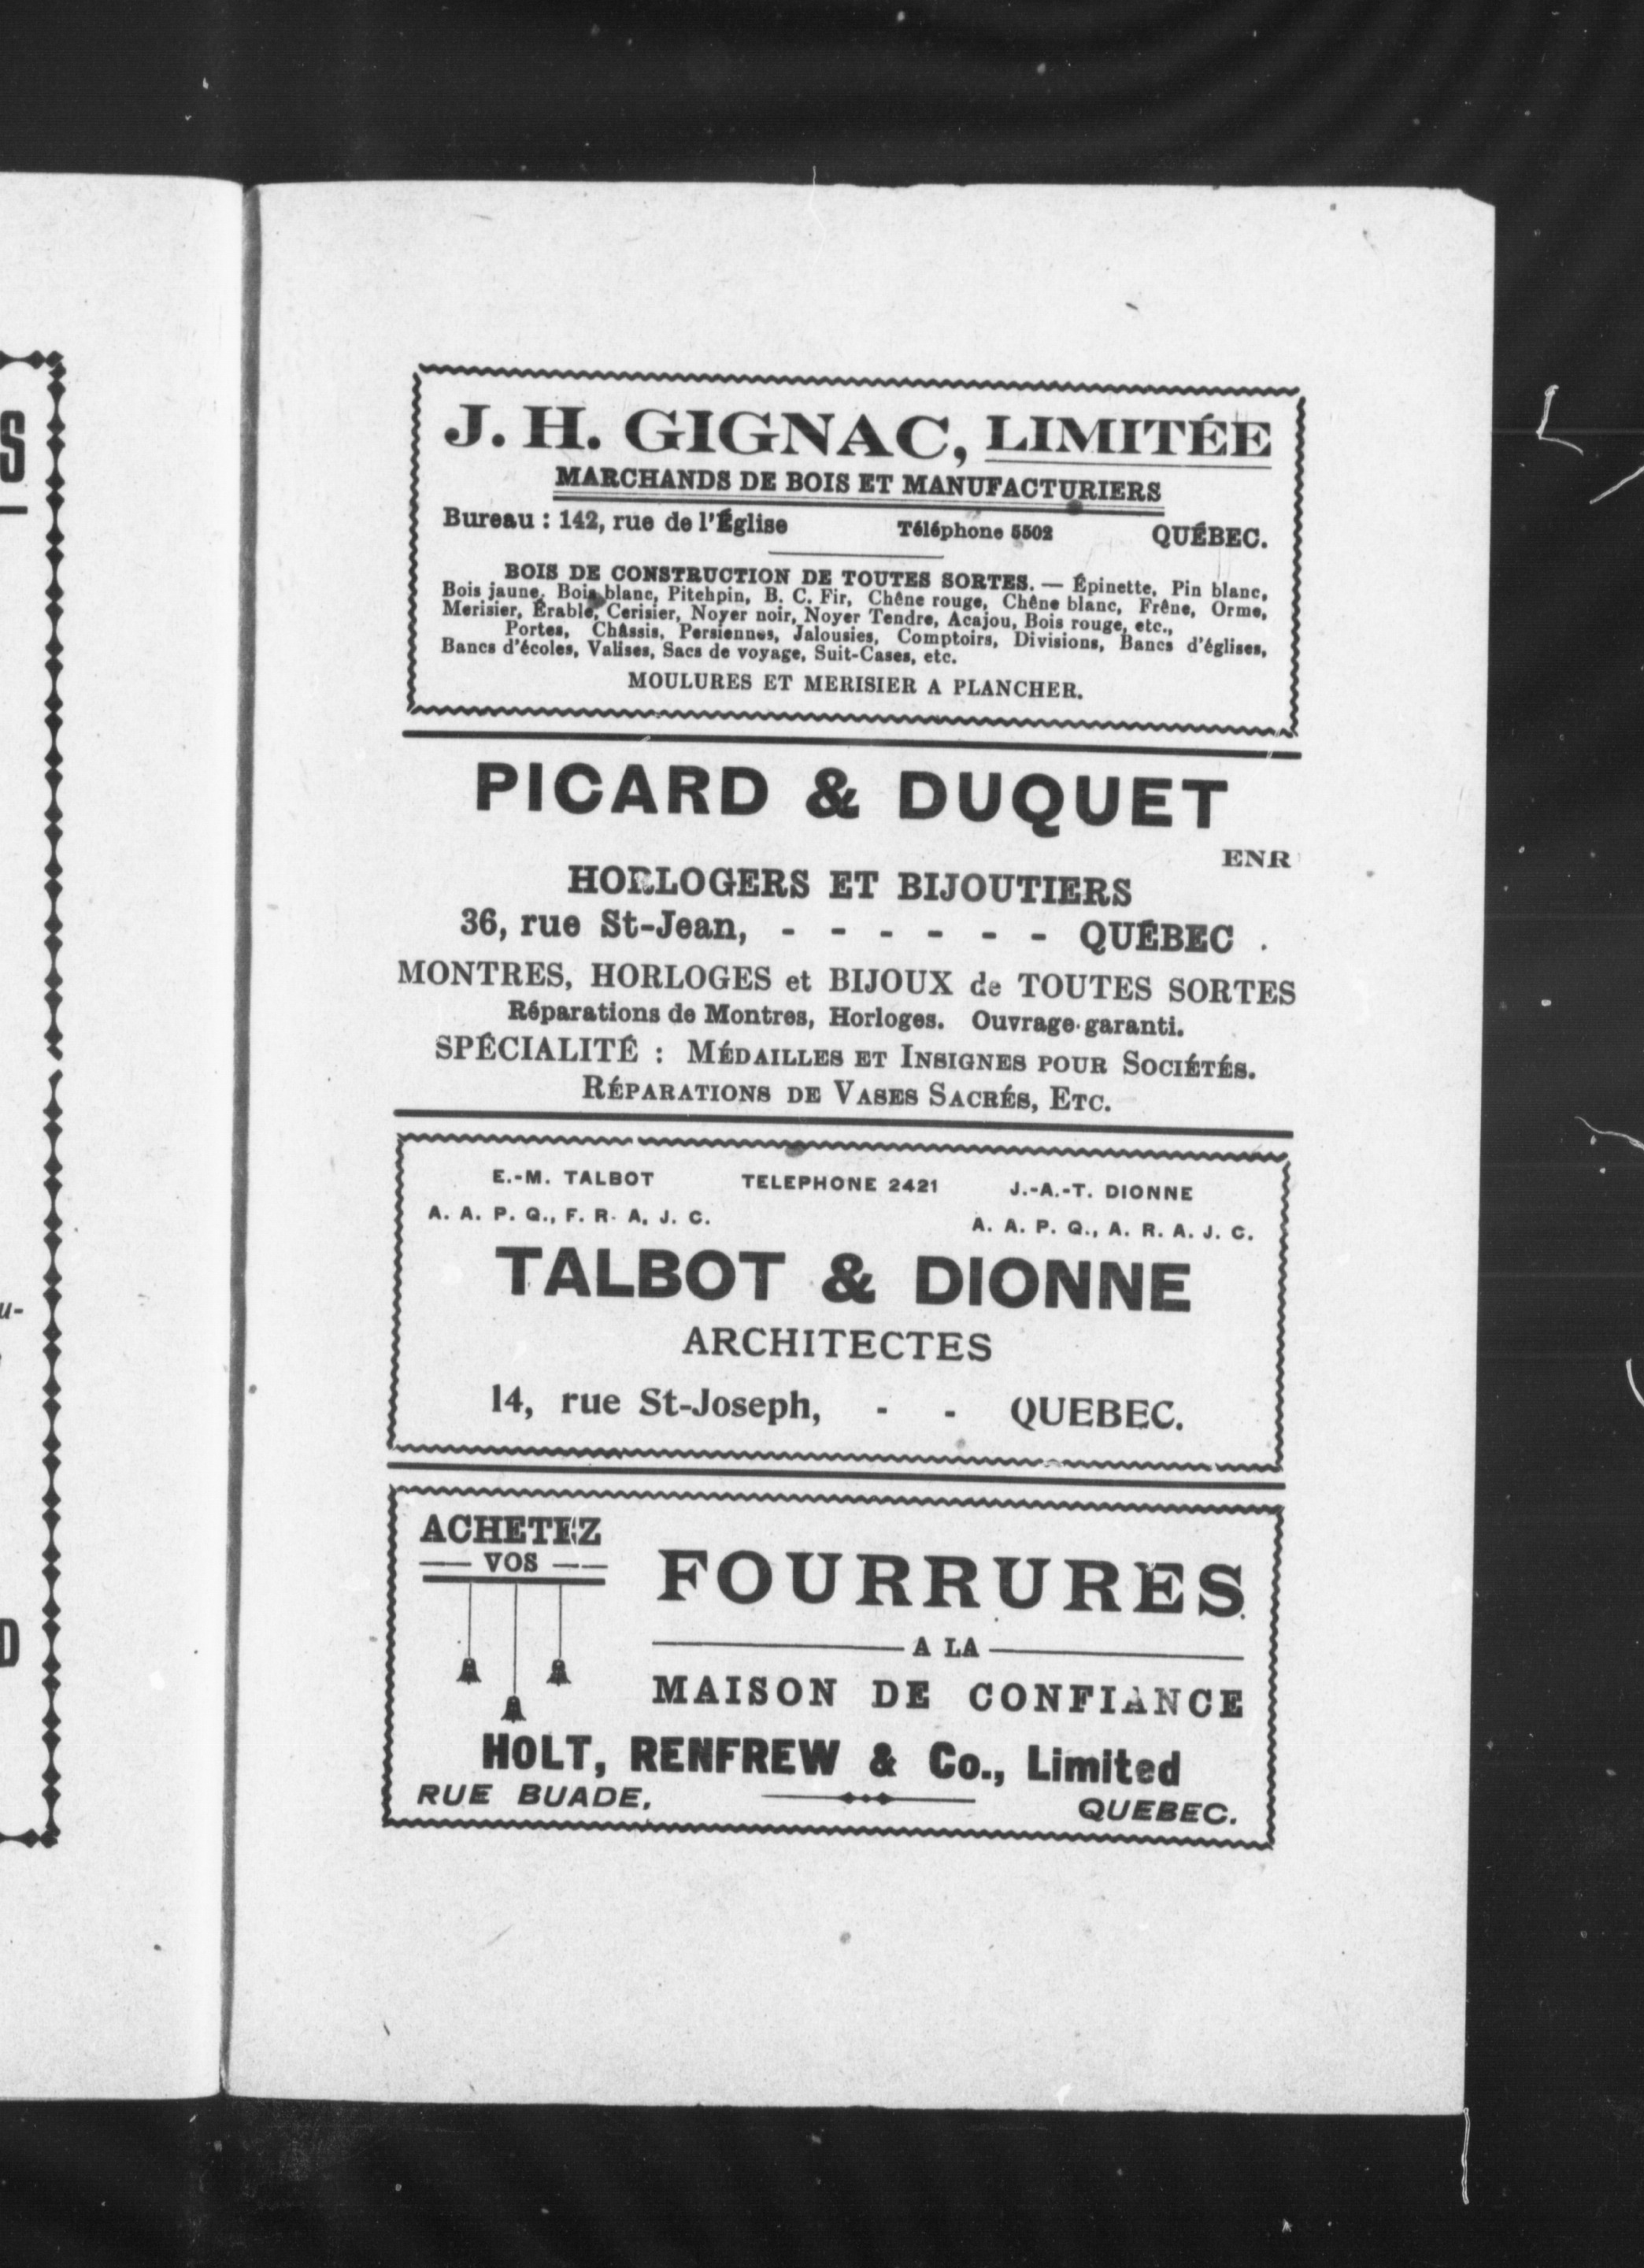 J. H. GIGNAC, LIMITÉE
MARCHANDS DE BOIS ET MANUFACTURIERS
Bureau : 142, rue de l'Église Téléphone 5502 QUÉBEC.
BOIS DE CONSTRUCTION DE TOUTES SORTES. — Épinette, Pin blanc,
Bois jaune, Bois blanc, Pitchpin, B. C. Fir, Chêne rouge, Chêne blanc, Frêne, Orme,
Merisier, Érable, Cerisier, Noyer noir, Noyer Tendre, Acajou, Bois rouge, etc.,
Portes, Châssis, Persiennes, Jalousies, Comptoirs, Divisions, Bancs d'églises,
Bancs d'écoles, Valises, Sacs de voyage, Suit-Cases, etc.
MOULURES ET MERISIER A PLANCHER.
PICARD & DUQUET
ENR
HORLOGERS ET BIJOUTIERS
36, rue St-Jean, - - - - - - QUÉBEC .
MONTRES, HORLOGES et BIJOUX de TOUTES SORTES
Réparations de Montres, Horloges. Ouvrage garanti.
SPÉCIALITÉ : MÉDAILLES ET INSIGNES POUR SOCIÉTÉS.
RÉPARATIONS DE VASES SACRÉS, ETC.
E.-M. TALBOT TELEPHONE 2421 J.-A.-T. DIONNE
A. A. P. Q., F. R. A, J. C. A. A. P. Q., A. R. A. J. C.
TALBOT & DIONNE
ARCHITECTES
14, rue St-Joseph, - - QUEBEC.
ACHETEZ
VOS
FOURRURES
A LA
MAISON DE CONFIANCE
HOLT, RENFREW & Co., Limited
RUE BUADE, QUEBEC.